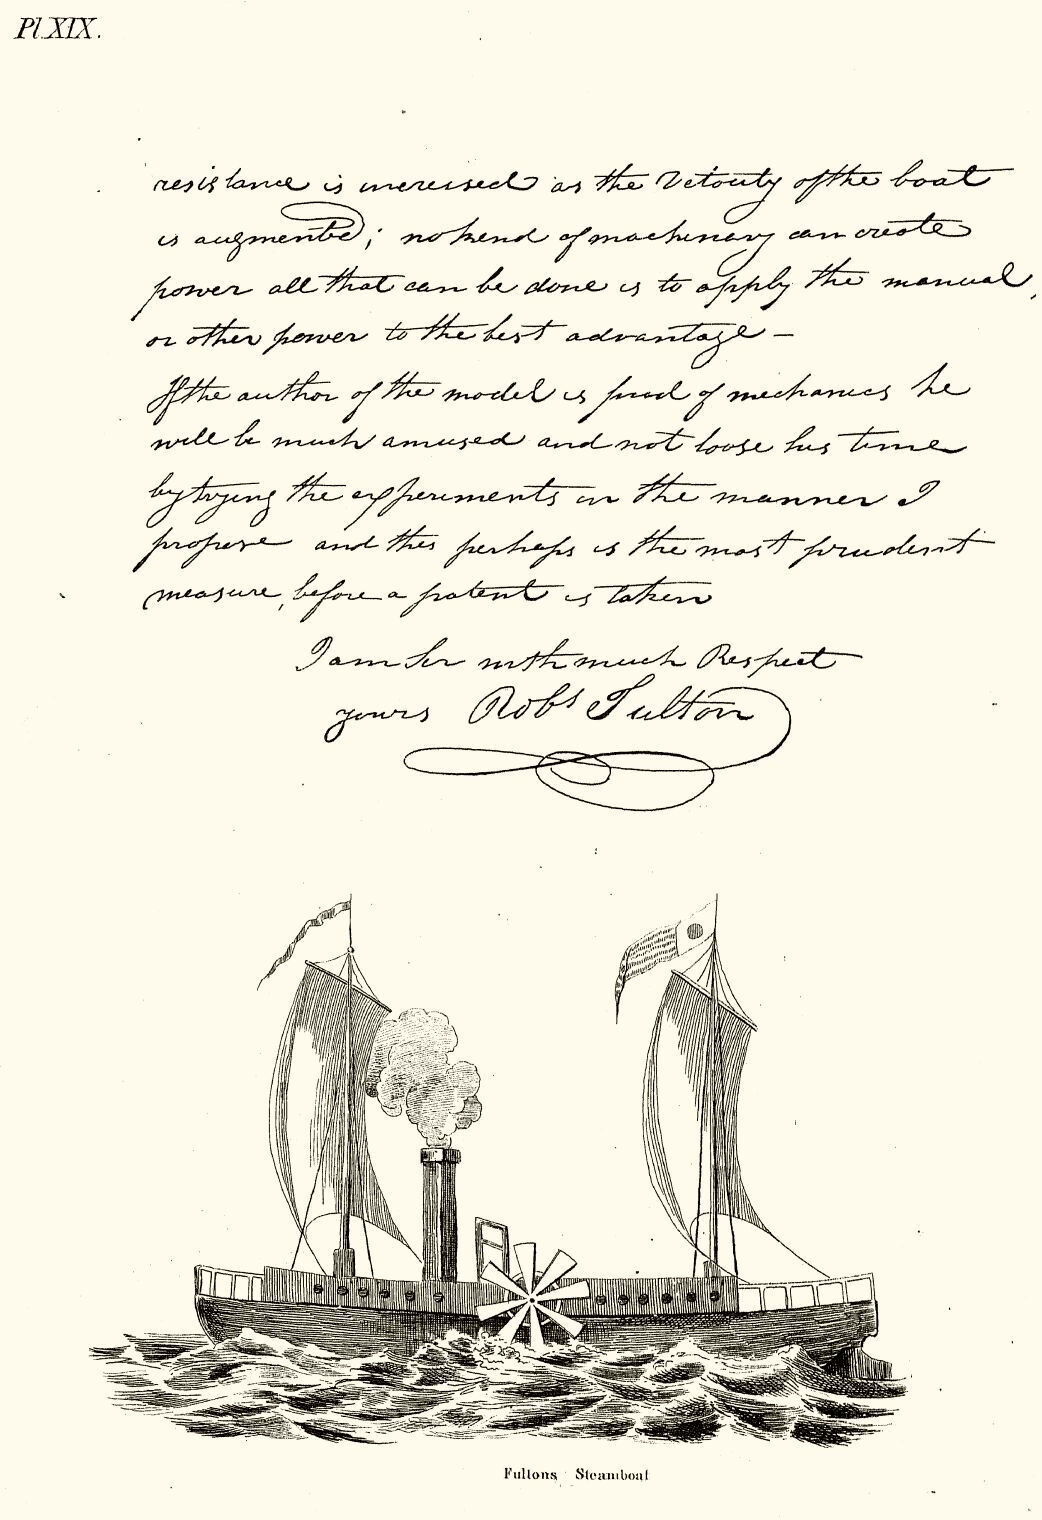 Pl. XIX.
resistance is incressed as the Velouty of the boat
is augmented; no kend of machinary can create
power all that can be done is to apply the manual,
or other power to the best advantage –
If the author of the model is fond of mechanics he
will be much amused and not loose his time
by trying the experiments in the manner I
propose and this perhaps is the most prudent
measure, before a patent is taken
I am Sir with much Respect
yours Robt Fulton
Fultons Steamboat